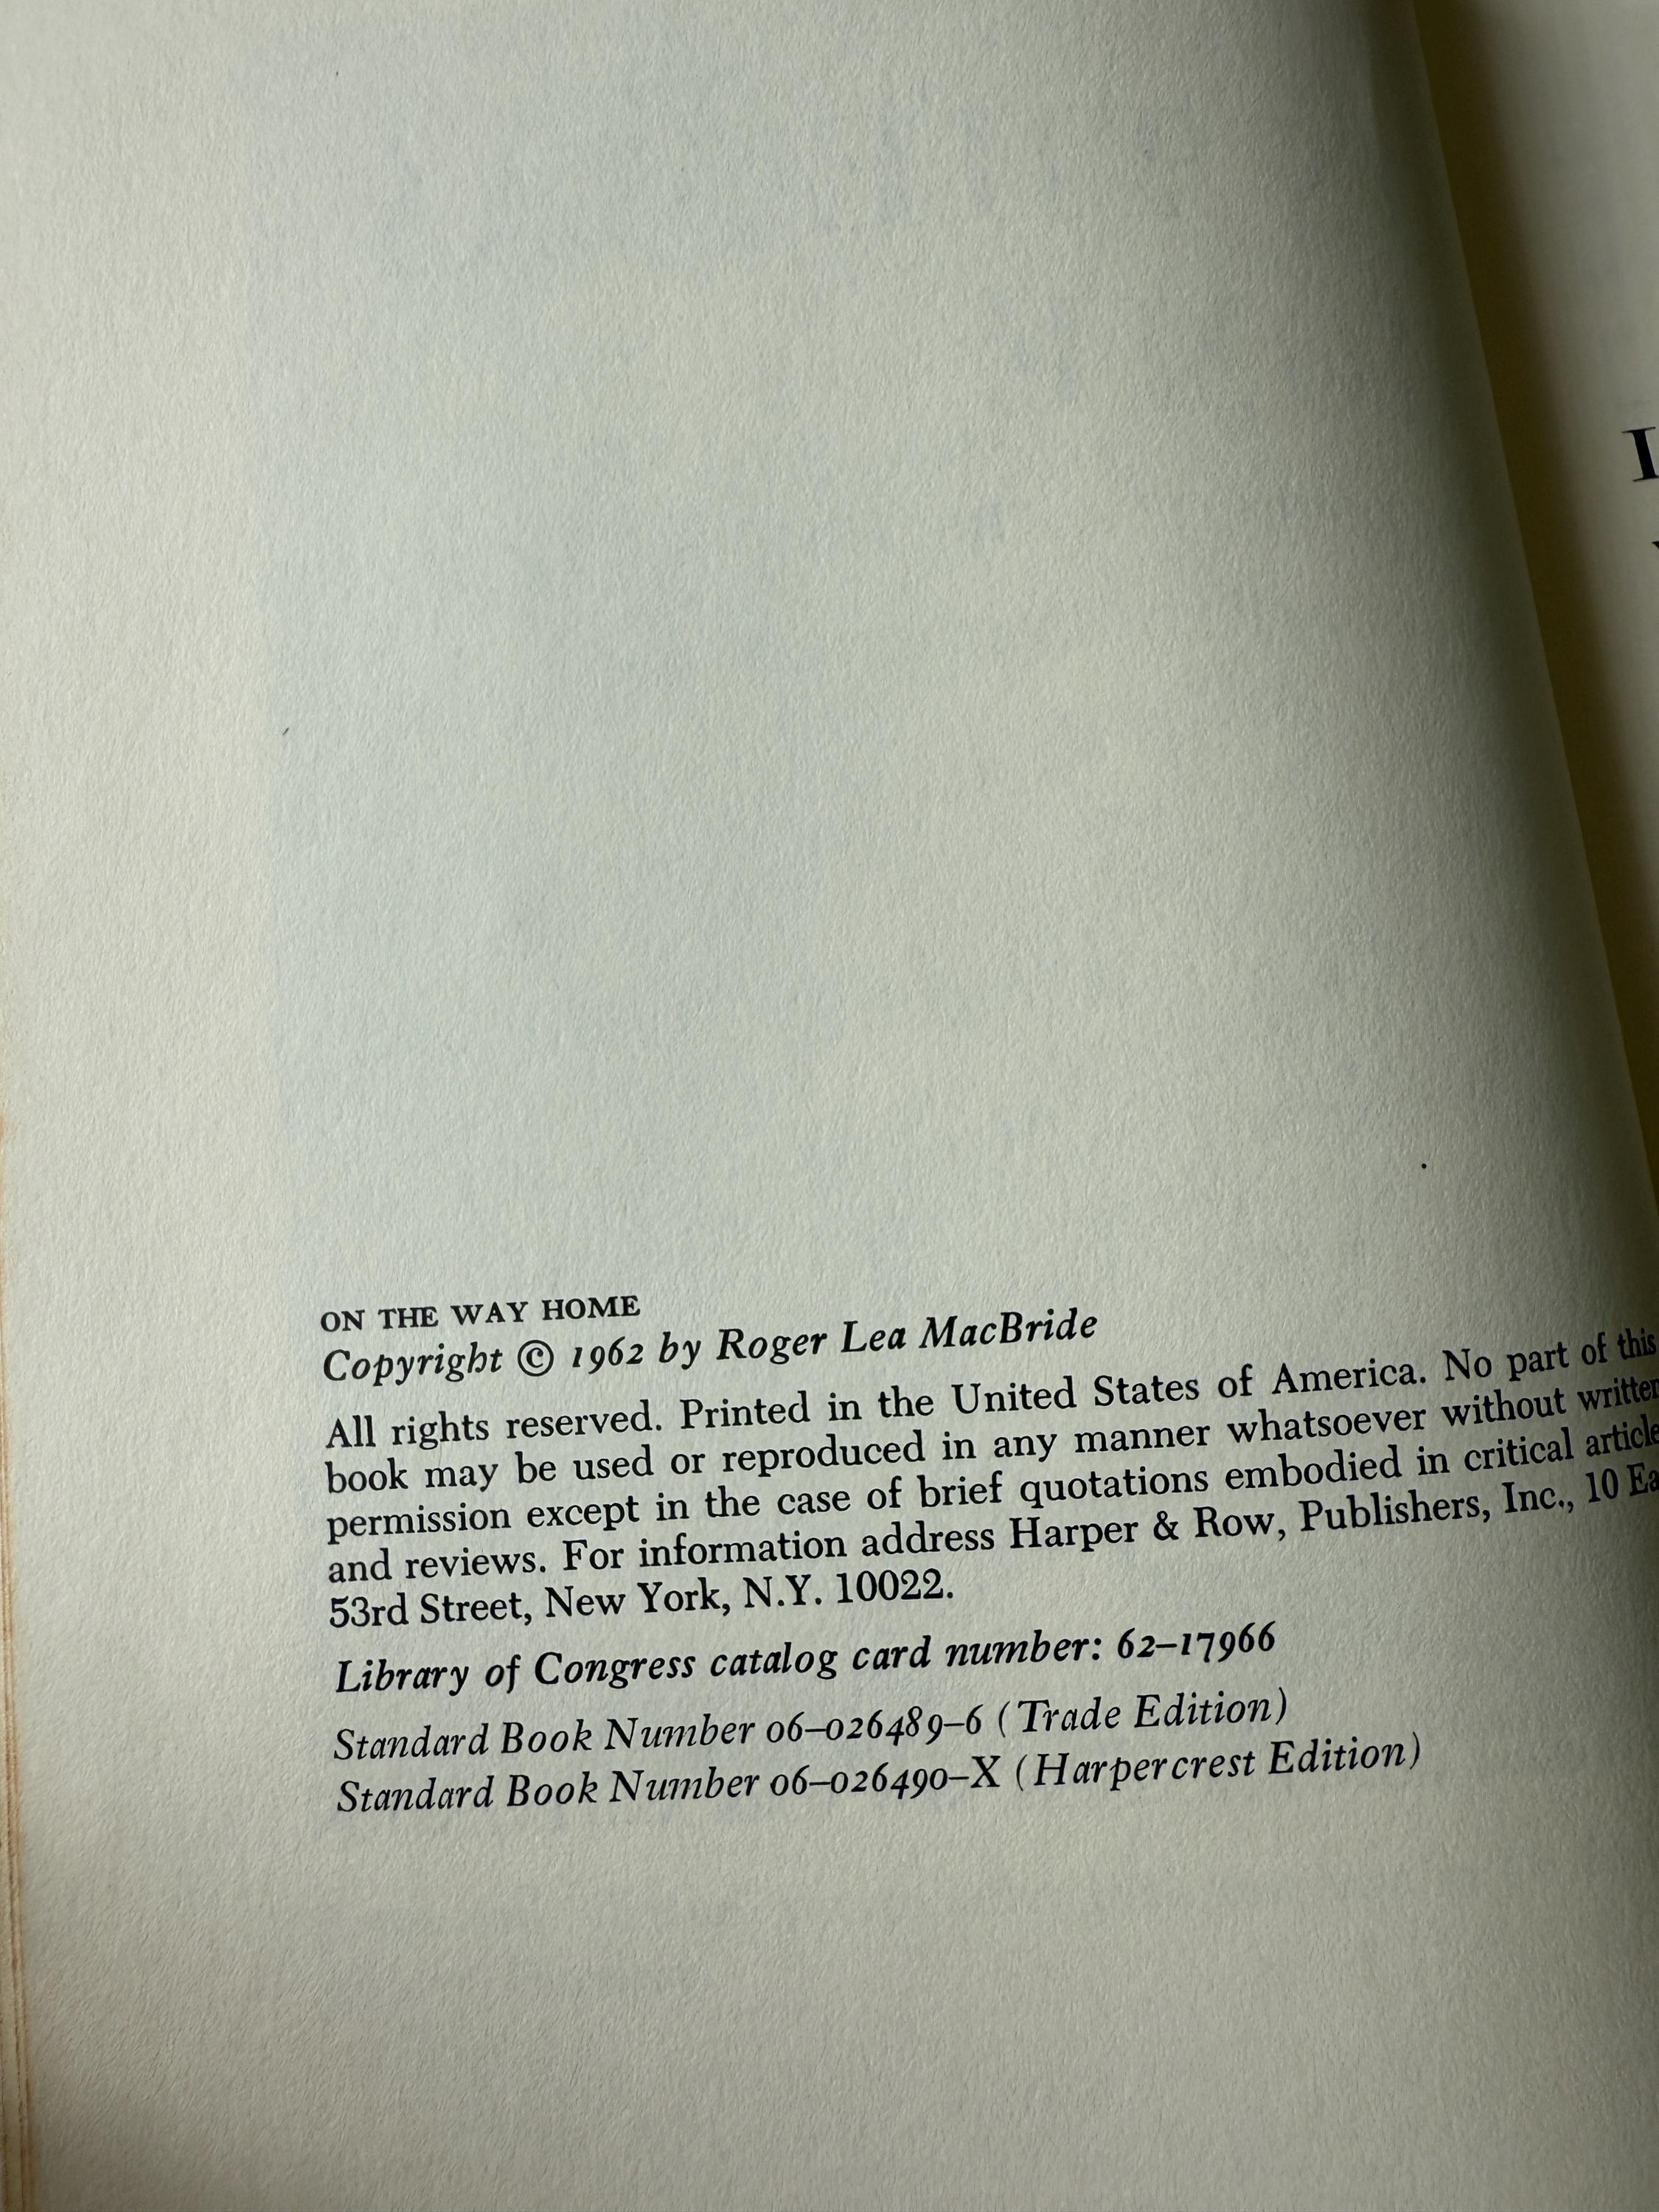 ON THE WAY HOME
Copyright © 1962 by Roger Lea MacBride
All rights reserved. Printed in the United States of America. No part of this
book may be used or reproduced in any manner whatsoever without written
permission except in the case of brief quotations embodied in critical article
and reviews. For information address Harper & Row, Publishers, Inc., 10 Ea
53rd Street, New York, N.Y. 10022.
Library of Congress catalog card number: 62–17966
Standard Book Number 06–026489–6 (Trade Edition)
Standard Book Number 06–026490–X (Harpercrest Edition)